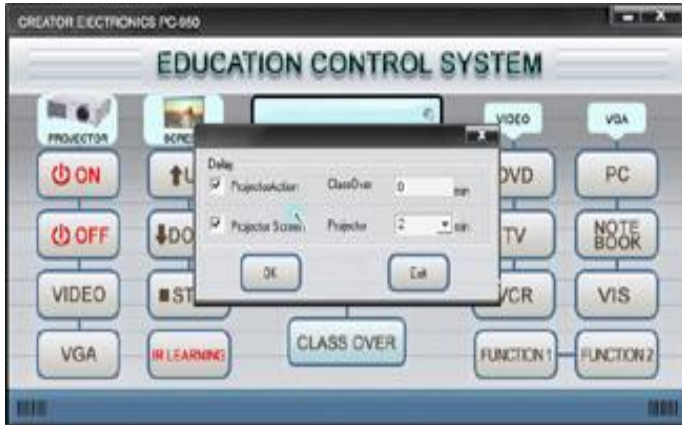 CREATOR ELECTRONICS PC-950
EDUCATION CONTROL SYSTEM
PROJECTOR
VIDEO
VGA
ON
OFF
VIDEO
VGA
IR LEARNING
Delay
ProjectorAction
ClassOver
0
min
Projector Screen
Projector
2
min
OK
Exit
CLASS OVER
DVD
TV
VCR
FUNCTION 1
PC
NOTE
BOOK
VIS
FUNCTION 2